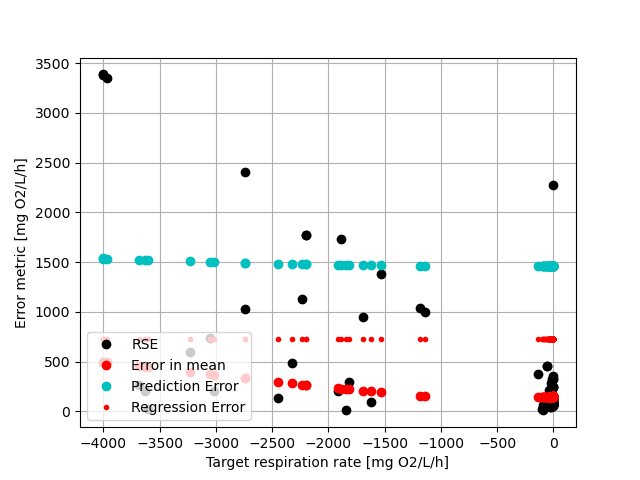 3500
3000
2500
2000
1500
1000
500
0
Error metric [mg O2/L/h]
RSE
Error in mean
Prediction Error
Regression Error
−4000 −3500 −3000 −2500 −2000 −1500 −1000 −500 0
Target respiration rate [mg O2/L/h]